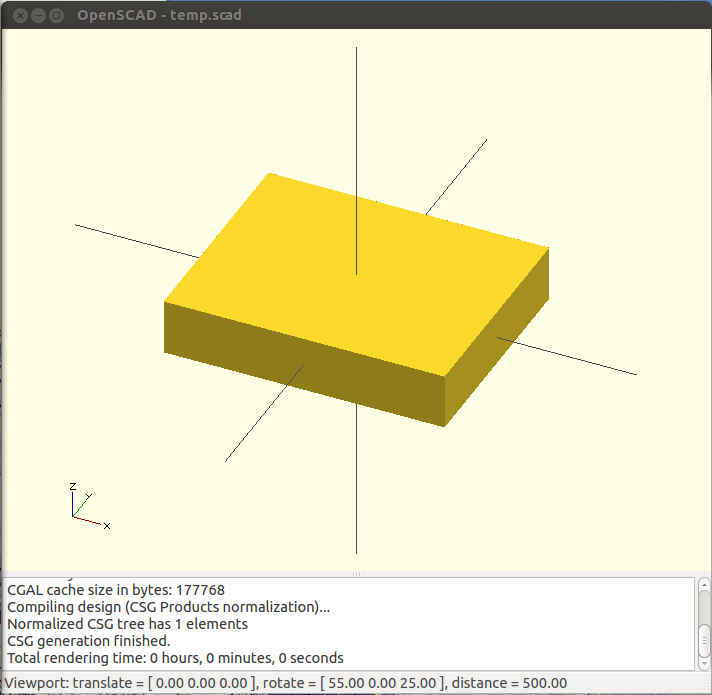 OpenSCAD - temp.scad
Z
Y
X
CGAL cache size in bytes: 177768
Compiling design (CSG Products normalization)...
Normalized CSG tree has 1 elements
CSG generation finished.
Total rendering time: 0 hours, 0 minutes, 0 seconds
Viewport: translate = [ 0.00 0.00 0.00 ], rotate = [ 55.00 0.00 25.00 ], distance = 500.00